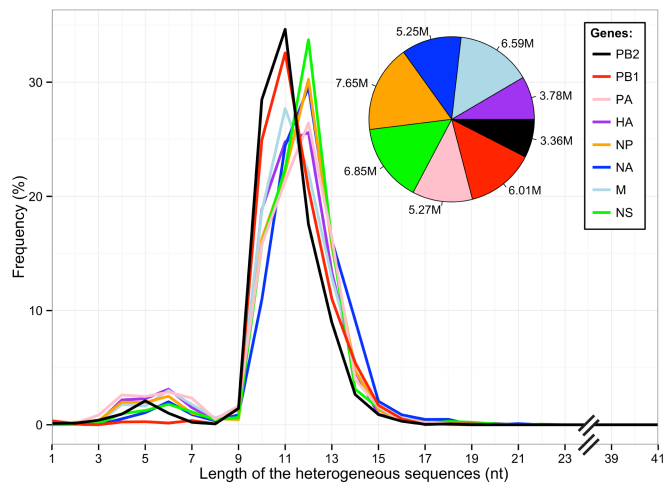 Genes:
PB2
PB1
PA
HA
NP
NA
M
NS
5.25M
6.59M
7.65M
3.78M
3.36M
6.85M
6.01M
5.27M
Frequency (%)
30
20
10
0
1 3 5 7 9 11 13 15 17 19 21 23 39 41
Length of the heterogeneous sequences (nt)